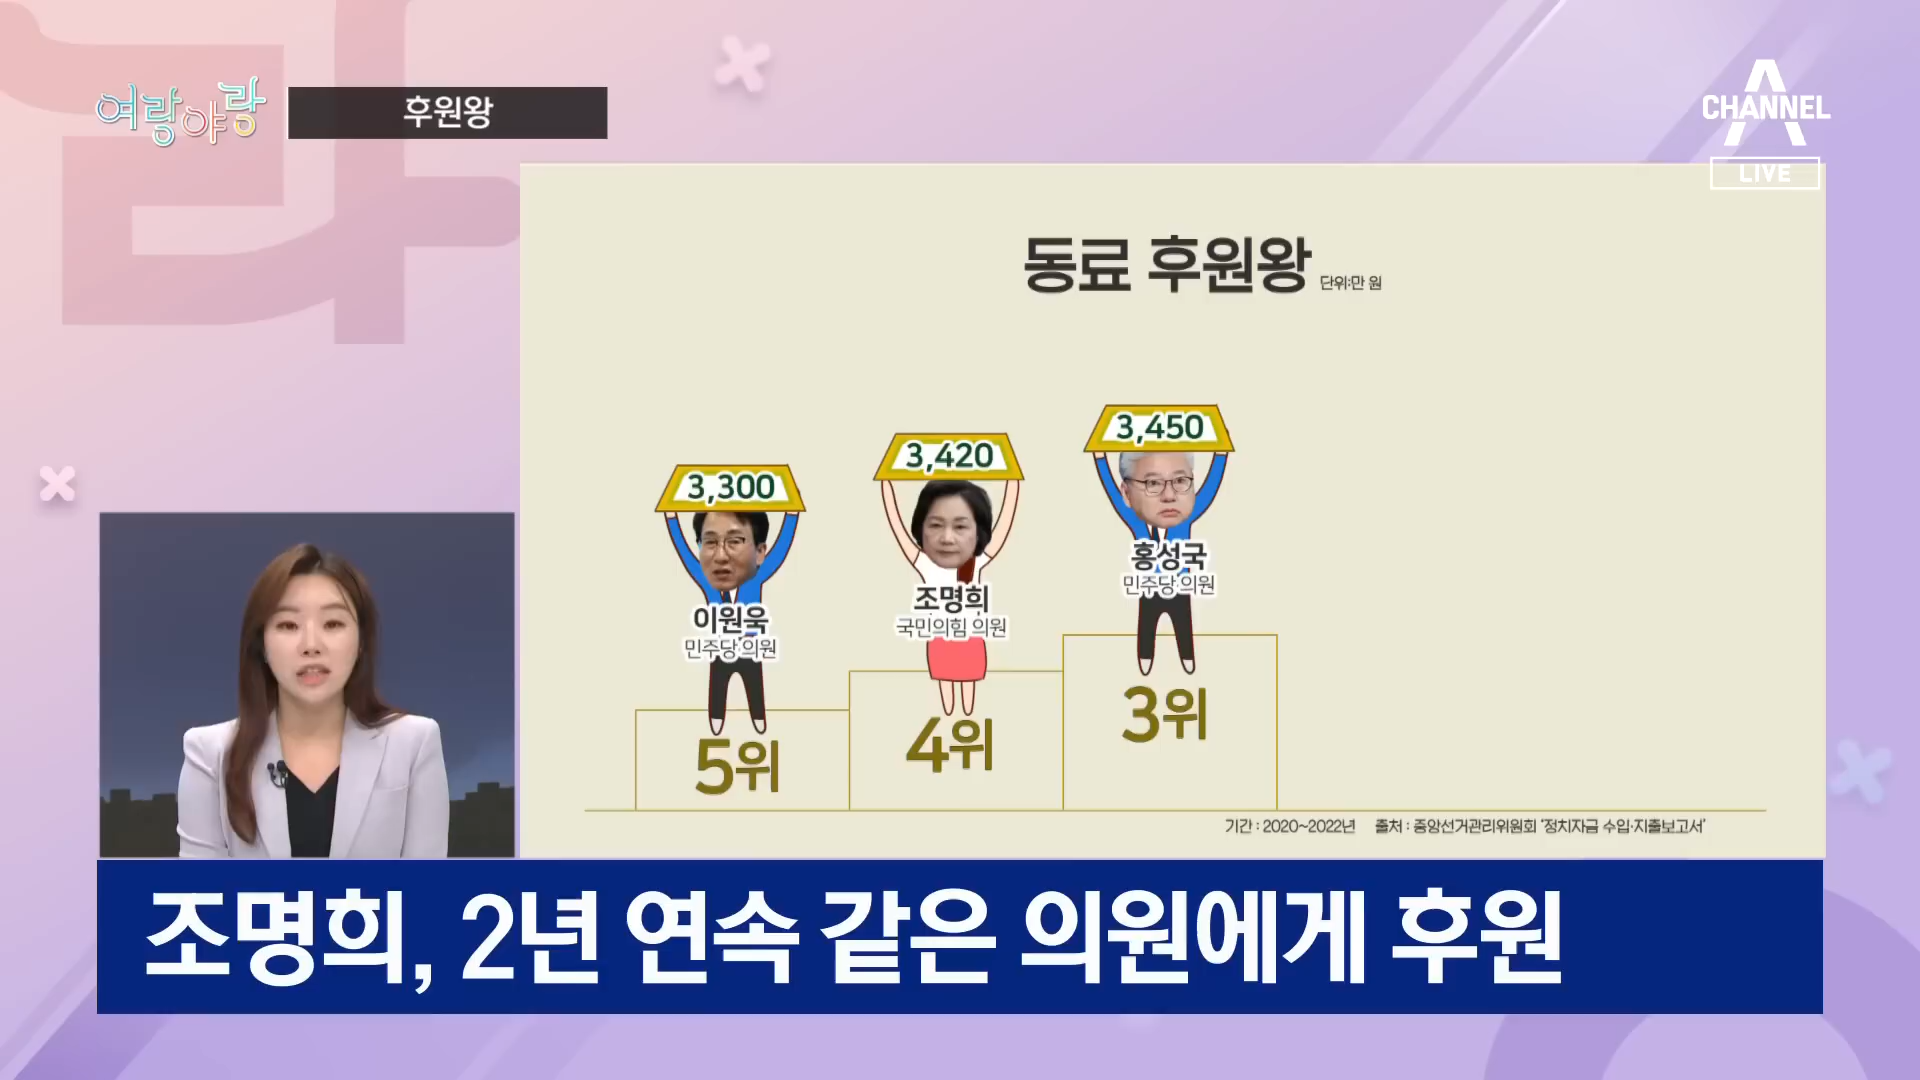 여랑야랑
후원왕
CHANNEL A
LIVE
동료 후원왕 단위:만 원
3,300
3,420
3,450
이원욱
민주당 의원
조명희
국민의힘 의원
홍성국
민주당 의원
5위
4위
3위
기간 : 2020~2022년 출처 : 중앙선거관리위원회 '정치자금 수입·지출보고서'
조명희, 2년 연속 같은 의원에게 후원